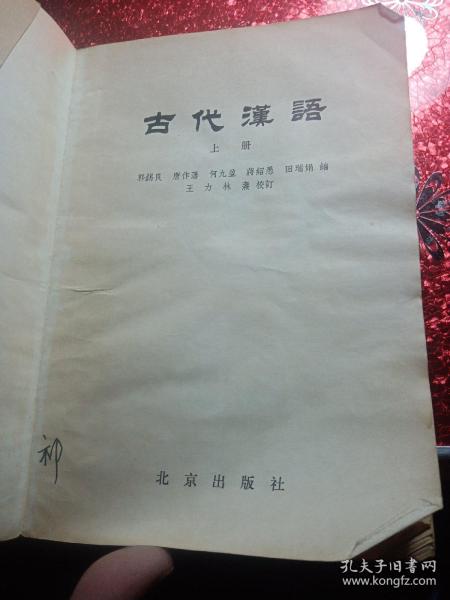 古代漢語
上册
郭錫良 唐作藩 何九盈 蔣紹愚 田瑞娟 編
王力 林燾 校訂
祁
北京出版社
孔夫子旧书网
www.kongfz.com